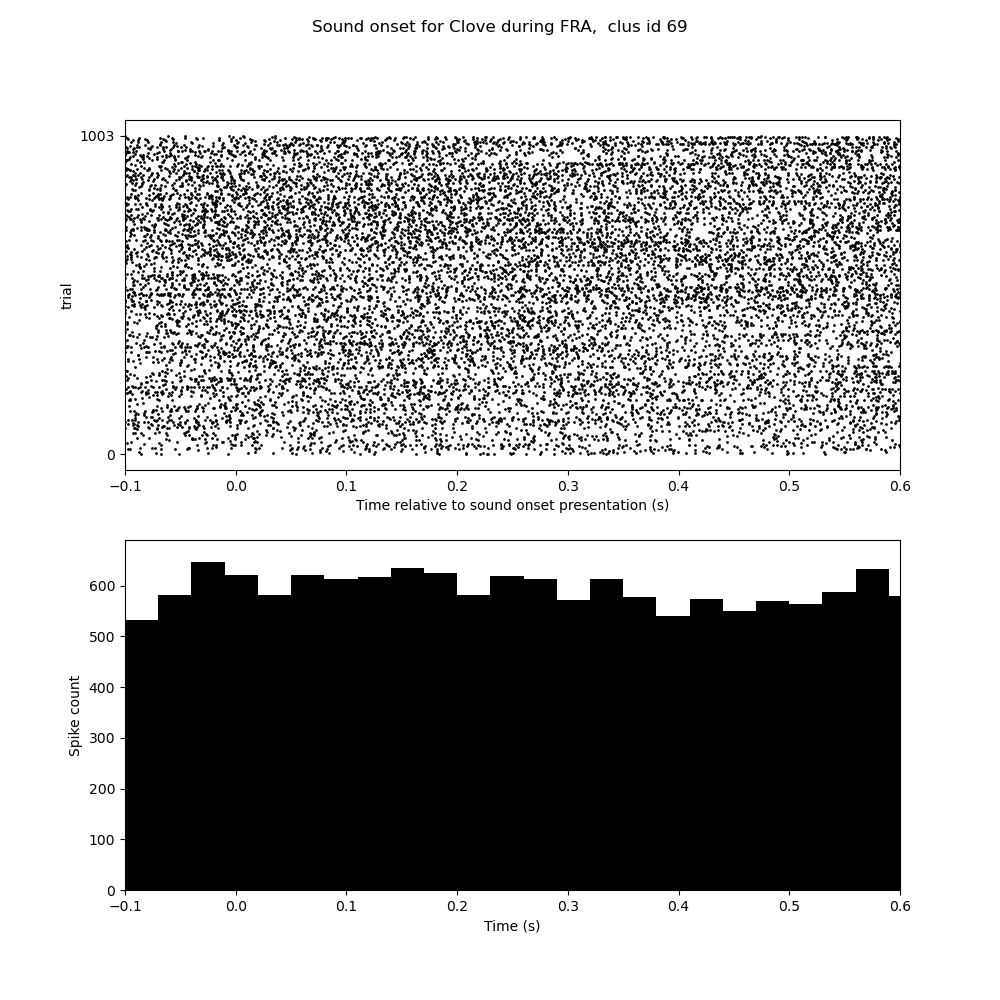 Sound onset for Clove during FRA,  clus id 69
1003
trial
0
−0.1 0.0 0.1 0.2 0.3 0.4 0.5 0.6
Time relative to sound onset presentation (s)
600
500
400
Spike count
300
200
100
0
−0.1 0.0 0.1 0.2 0.3 0.4 0.5 0.6
Time (s)